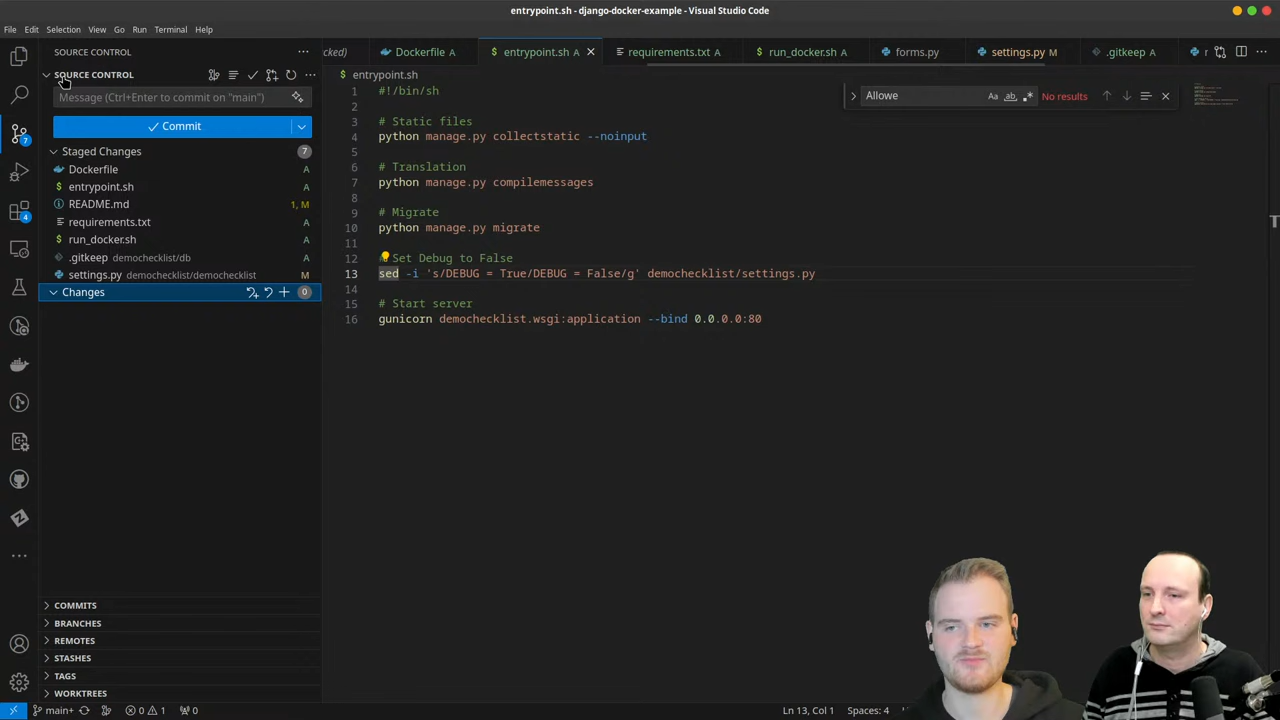 entrypoint.sh - django-docker-example - Visual Studio Code
File Edit Selection View Go Run Terminal Help
SOURCE CONTROL
cked)
Dockerfile A
entrypoint.sh A
requirements.txt A
run_docker.sh A
forms.py
settings.py M
.gitkeep A
SOURCE CONTROL
Message (Ctrl+Enter to commit on "main")
Commit
Staged Changes 7
Dockerfile A
entrypoint.sh A
README.md 1, M
requirements.txt A
run_docker.sh A
.gitkeep demochecklist/db A
settings.py demochecklist/demochecklist M
Changes 0
COMMITS
BRANCHES
REMOTES
STASHES
TAGS
WORKTREES
7
4
entrypoint.sh
Allowe Aa ab No results
1 #!/bin/sh
2
3 # Static files
4 python manage.py collectstatic --noinput
5
6 # Translation
7 python manage.py compilemessages
8
9 # Migrate
10 python manage.py migrate
11
12 Set Debug to False
13 sed -i 's/DEBUG = True/DEBUG = False/g' demochecklist/settings.py
14
15 # Start server
16 gunicorn demochecklist.wsgi:application --bind 0.0.0.0:80
main+ 0 1 0
Ln 13, Col 1 Spaces: 4